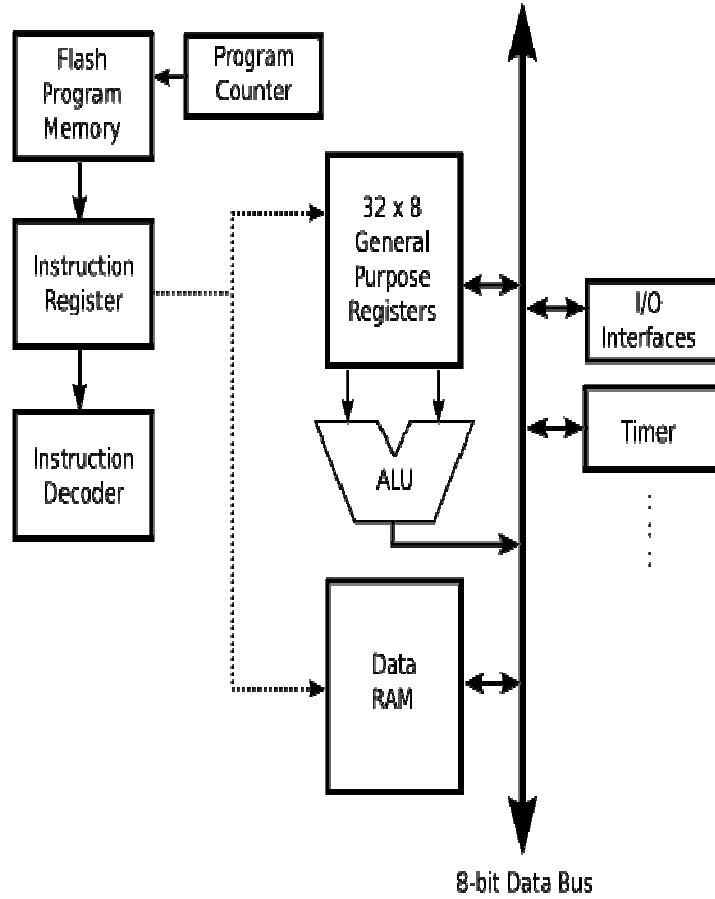 Flash
Program
Memory
Program
Counter
Instruction
Register
Instruction
Decoder
32 x 8
General
Purpose
Registers
ALU
Data
RAM
I/O
Interfaces
Timer
8-bit Data Bus